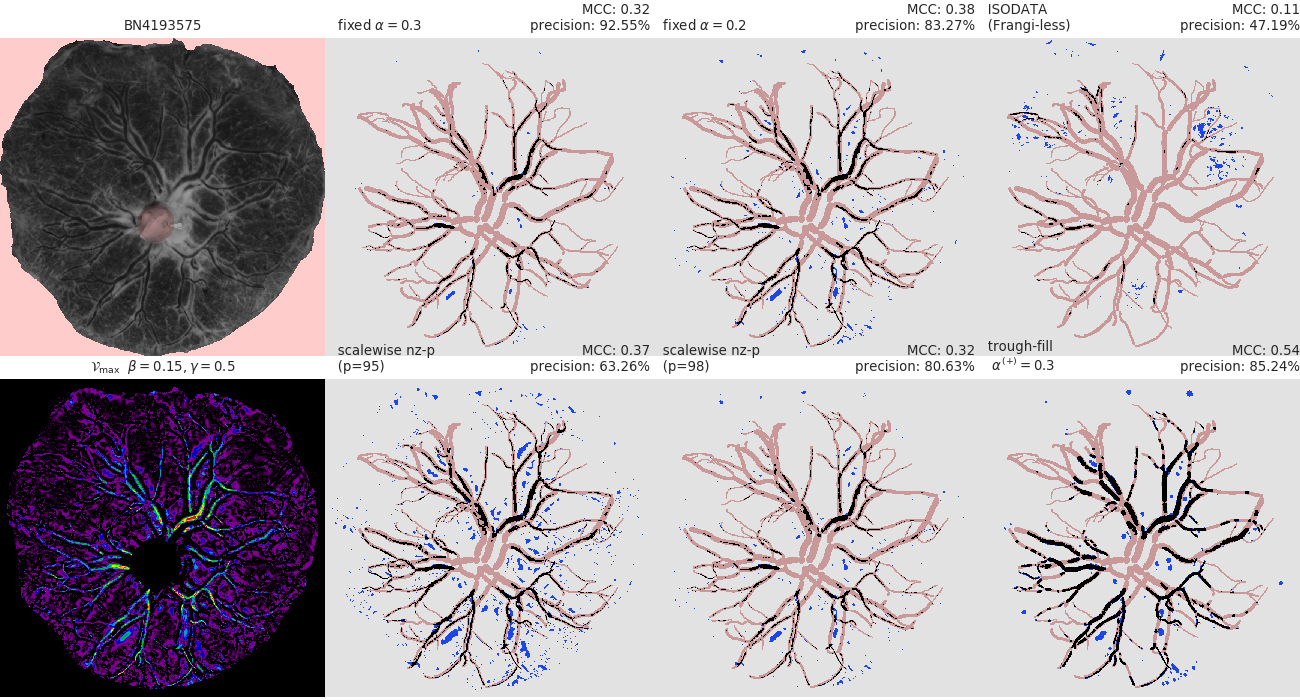 BN4193575
fixed α = 0.3
MCC: 0.32
precision: 92.55%
fixed α = 0.2
MCC: 0.38
precision: 83.27%
ISODATA
(Frangi-less)
MCC: 0.11
precision: 47.19%
𝒱max β = 0.15, γ = 0.5
scalewise nz-p
(p=95)
MCC: 0.37
precision: 63.26%
scalewise nz-p
(p=98)
MCC: 0.32
precision: 80.63%
trough-fill
α(+) = 0.3
MCC: 0.54
precision: 85.24%